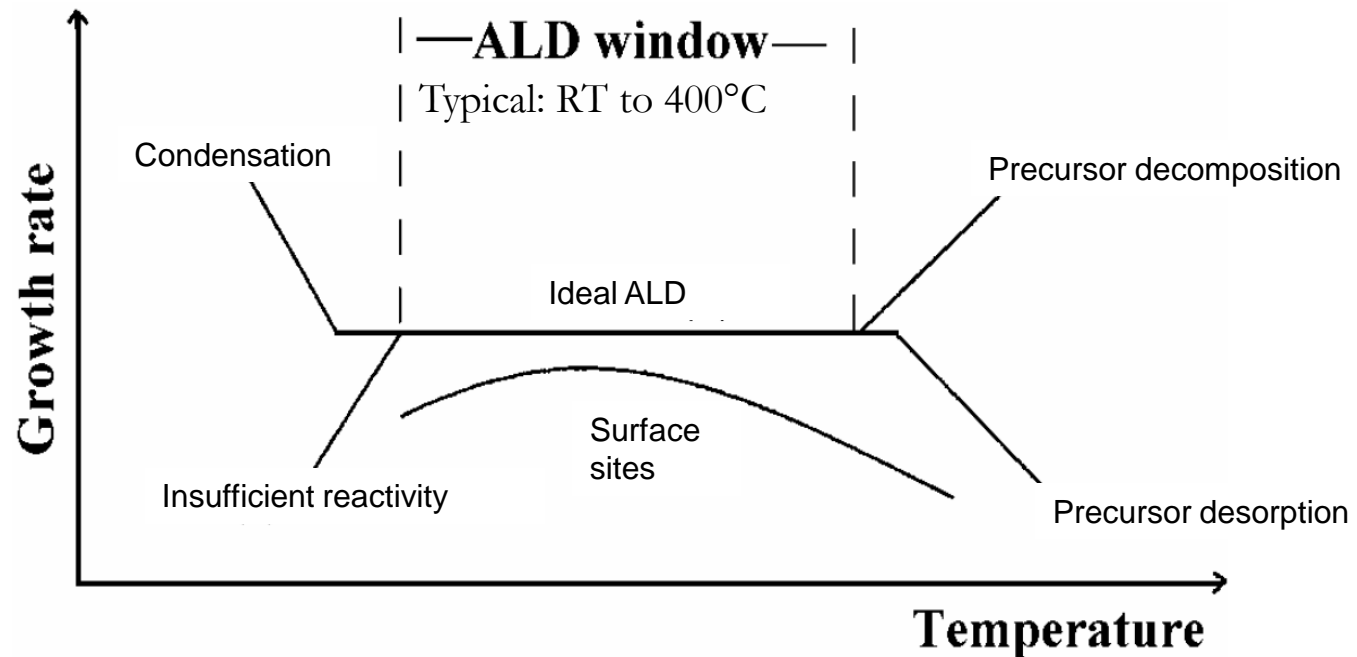 ALD window
Typical: RT to 400°C
Condensation
Precursor decomposition
Growth rate
Ideal ALD
Surface
sites
Insufficient reactivity
Precursor desorption
Temperature